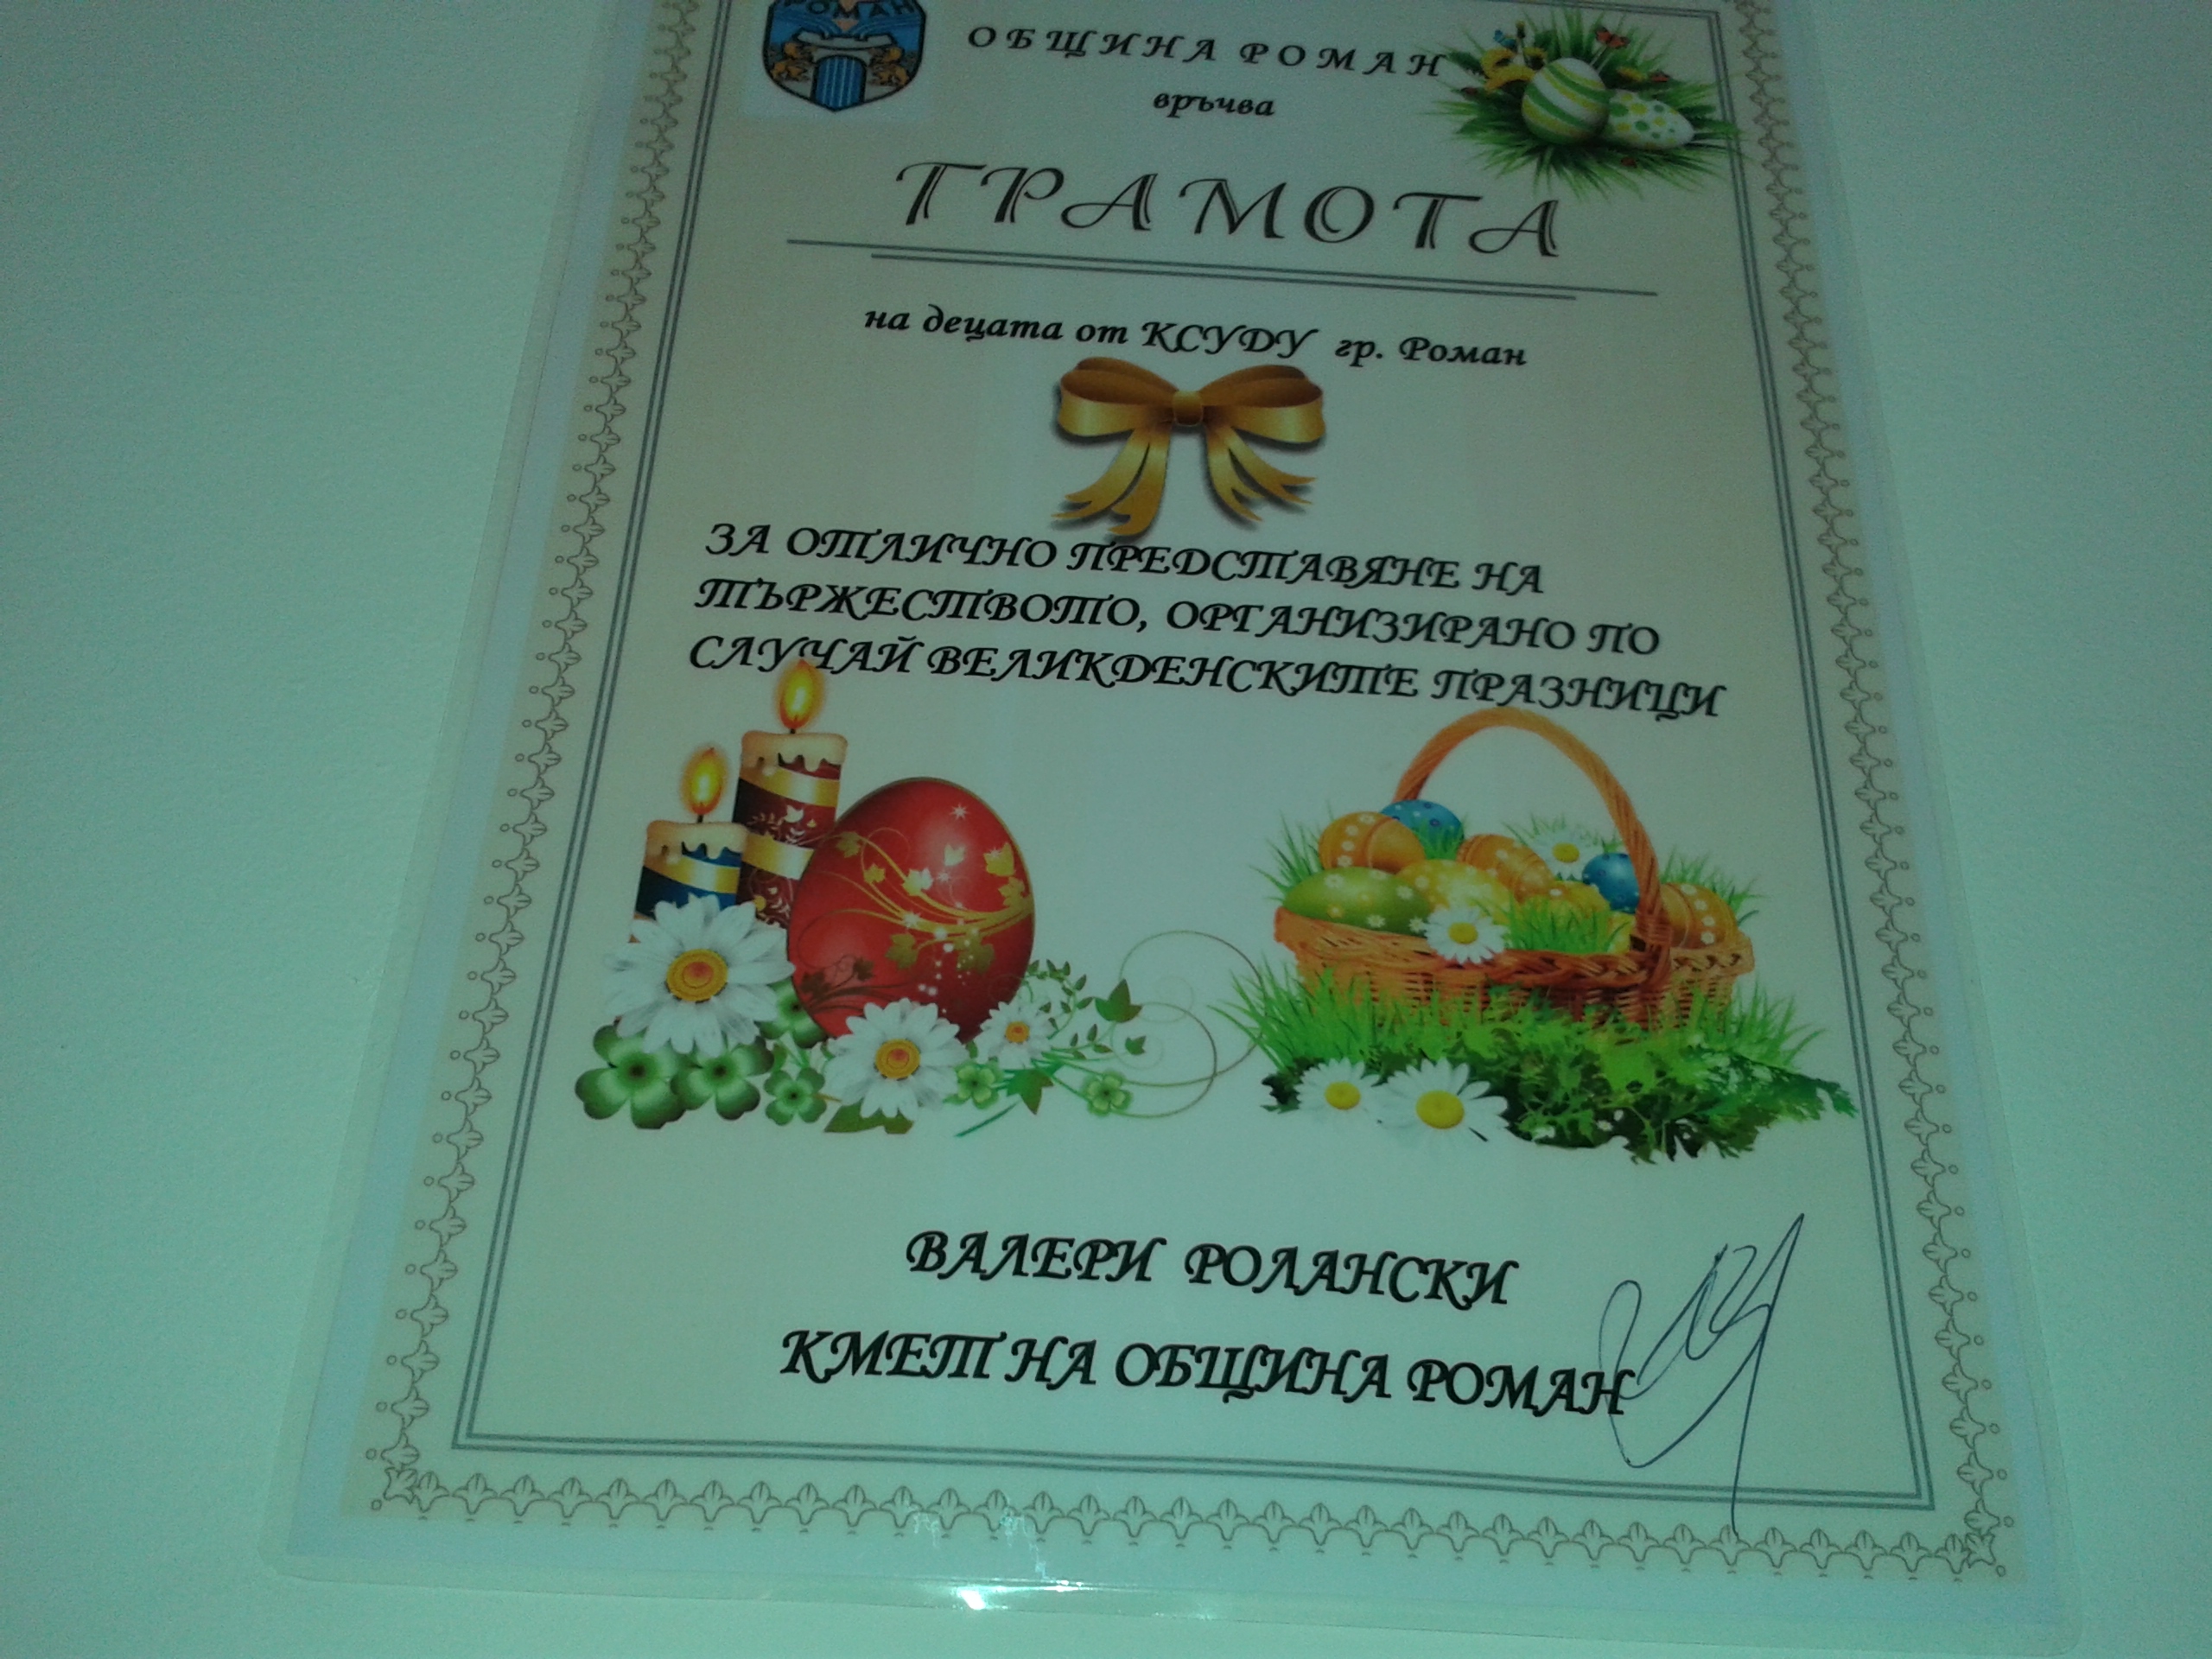 РОМАН
ОБЩИНА РОМАН
връчва
ГРАМОТА
на децата от КСУДУ гр. Роман
ЗА ОТЛИЧНО ПРЕДСТАВЯНЕ НА
ТЪРЖЕСТВОТО, ОРГАНИЗИРАНО ПО
СЛУЧАЙ ВЕЛИКДЕНСКИТЕ ПРАЗНИЦИ
ВАЛЕРИ РОЛАНСКИ
КМЕТ НА ОБЩИНА РОМАН